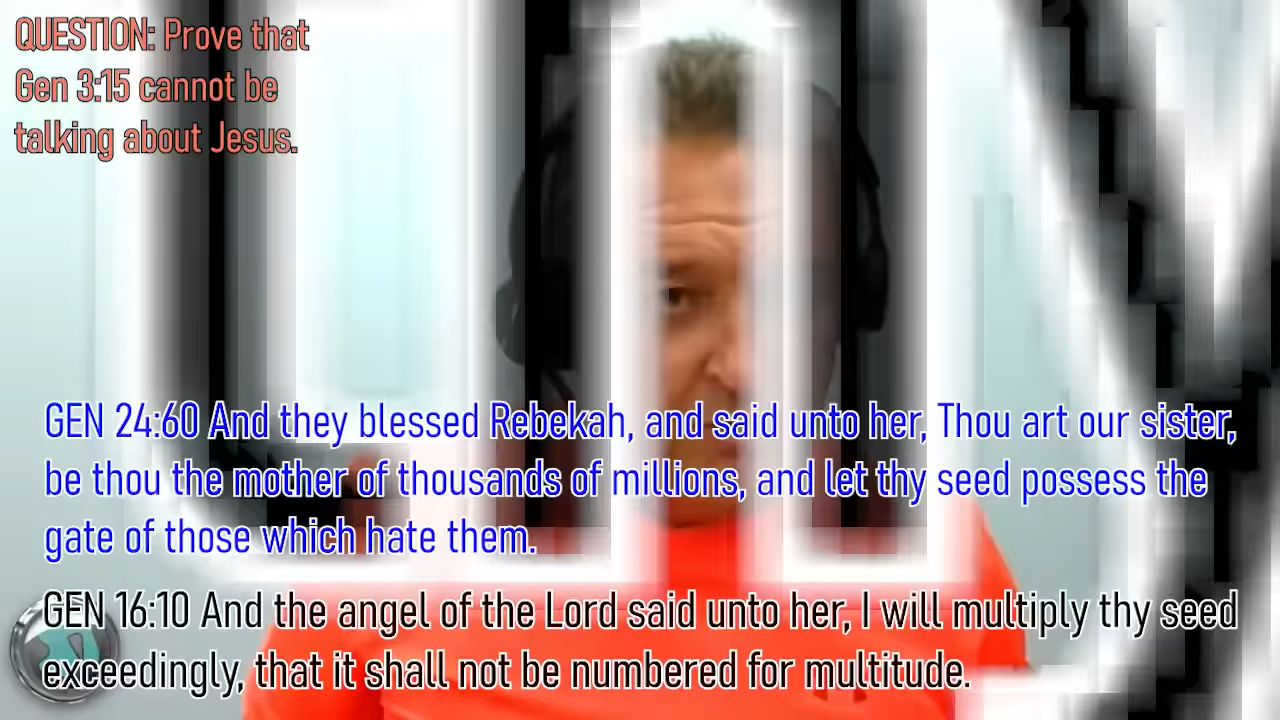 QUESTION: Prove that
Gen 3:15 cannot be
talking about Jesus.
GEN 24:60 And they blessed Rebekah, and said unto her, Thou art our sister,
be thou the mother of thousands of millions, and let thy seed possess the
gate of those which hate them.
GEN 16:10 And the angel of the Lord said unto her, I will multiply thy seed
exceedingly, that it shall not be numbered for multitude.